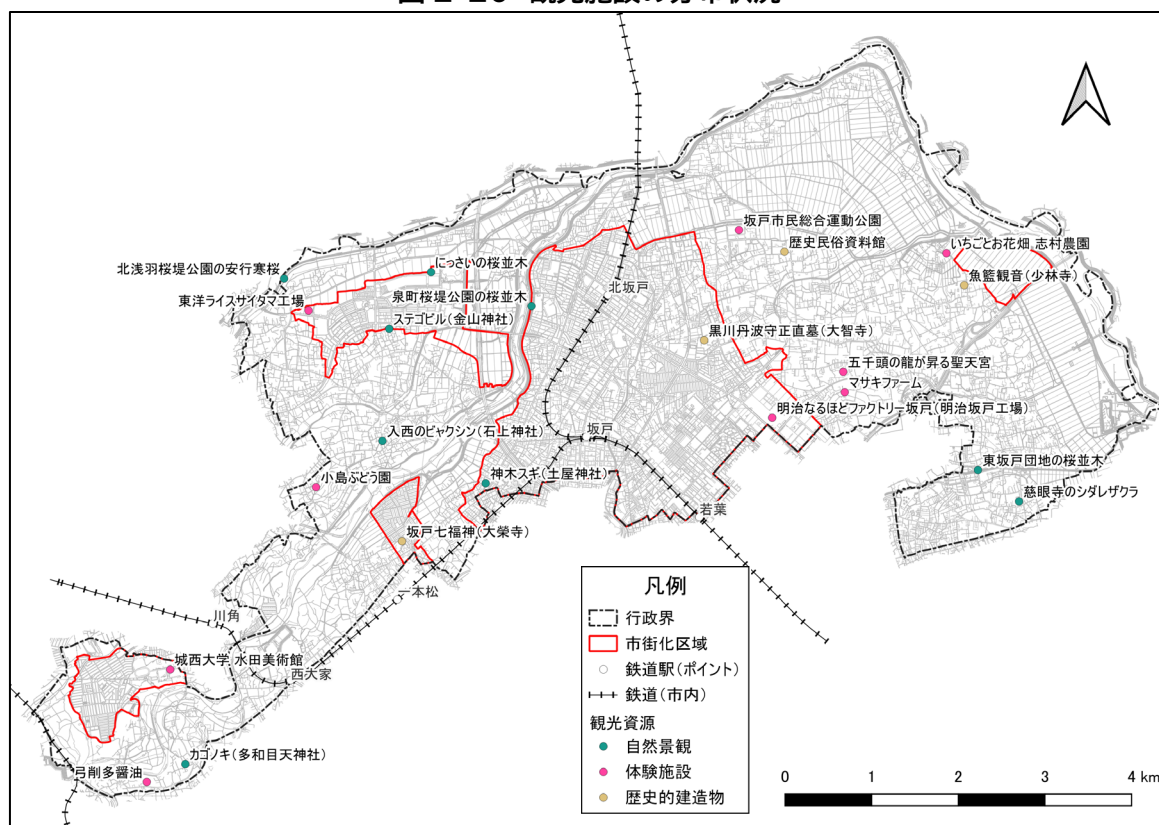 坂戸市民総合運動公園
歴史民俗資料館
いちごとお花畑 志村農園
魚籃観音(少林寺)
北浅羽桜堤公園の安行寒桜
にっさいの桜並木
東洋ライスサイタマ工場
泉町桜堤公園の桜並木
北坂戸
ステゴビル(金山神社)
黒川丹波守正直墓(大智寺)
五千頭の龍が昇る聖天宮
マサキファーム
明治なるほどファクトリー坂戸(明治坂戸工場)
入西のビャクシン(石上神社)
坂戸
東坂戸団地の桜並木
小島ぶどう園
神木スギ(土屋神社)
慈眼寺のシダレザクラ
若葉
坂戸七福神(大榮寺)
一本松
川角
城西大学 水田美術館
西大家
カゴノキ(多和目天神社)
弓削多醤油
凡例
行政界
市街化区域
鉄道駅(ポイント)
鉄道(市内)
観光資源
自然景観
体験施設
歴史的建造物
0 1 2 3 4 km